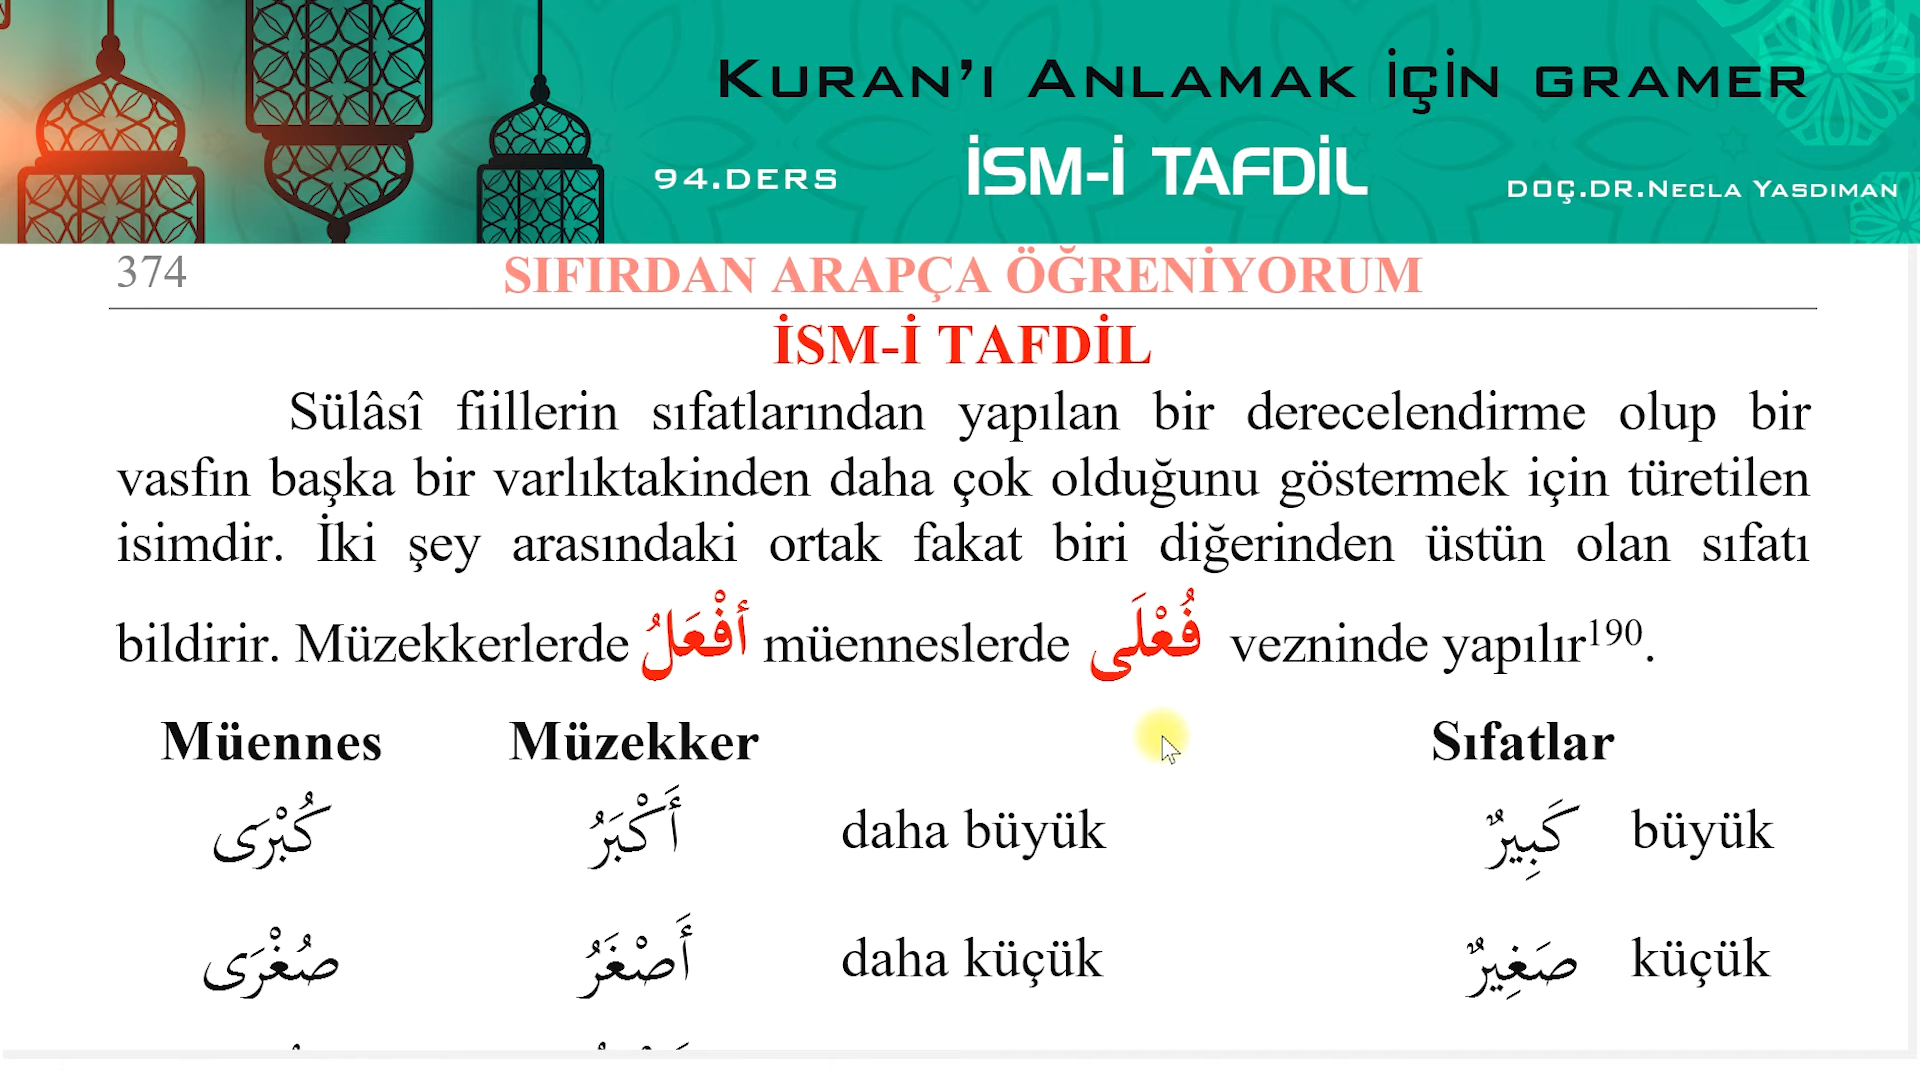 KURAN’I ANLAMAK İÇİN GRAMER
94.DERS İSM-İ TAFDİL DOÇ.DR.NECLA YASDIMAN
374 SIFIRDAN ARAPÇA ÖĞRENİYORUM
İSM-İ TAFDİL
Sülâsî fiillerin sıfatlarından yapılan bir derecelendirme olup bir
vasfın başka bir varlıktakinden daha çok olduğunu göstermek için türetilen
isimdir. İki şey arasındaki ortak fakat biri diğerinden üstün olan sıfatı
bildirir. Müzekkerlerde أَفْعَلُ müenneslerde فُعْلَى vezninde yapılır¹⁹⁰.
Müennes Müzekker Sıfatlar
كُبْرَى أَكْبَرُ daha büyük كَبِيرٌ büyük
صُغْرَى أَصْغَرُ daha küçük صَغِيرٌ küçük